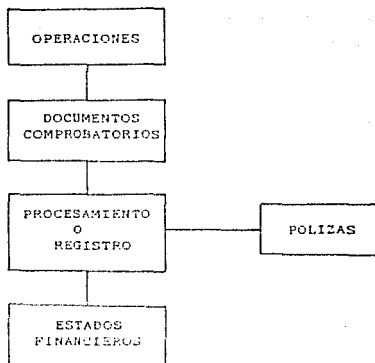 OPERACIONES
DOCUMENTOS
COMPROBATORIOS
PROCESAMIENTO
O
REGISTRO
POLIZAS
ESTADOS
FINANCIEROS